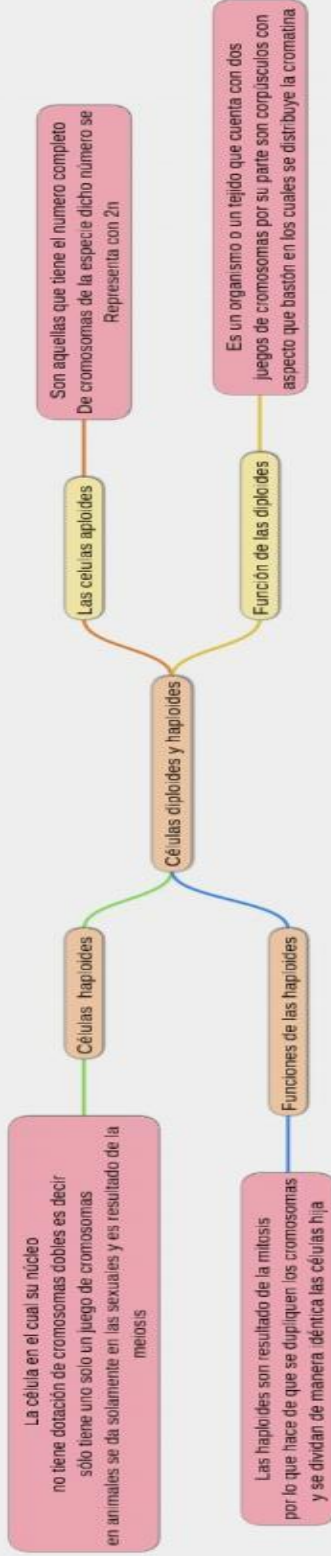 La célula en el cual su núcleo
no tiene dotación de cromosomas dobles es decir
sólo tiene uno solo un juego de cromosomas
en animales se da solamente en las sexuales y es resultado de la
meiosis
Células haploides
Las haploides son resultado de la mitosis
por lo que hace de que se dupliquen los cromosomas
y se dividan de manera idéntica las células hija
Funciones de las haploides
Células diploides y haploides
Las celulas aploides
Son aquellas que tiene el numero completo
De cromosomas de la especie dicho número se
Representa con 2n
Función de las diploides
Es un organismo o un tejido que cuenta con dos
juegos de cromosomas por su parte son corpúsculos con
aspecto que bastón en los cuales se distribuye la cromatina